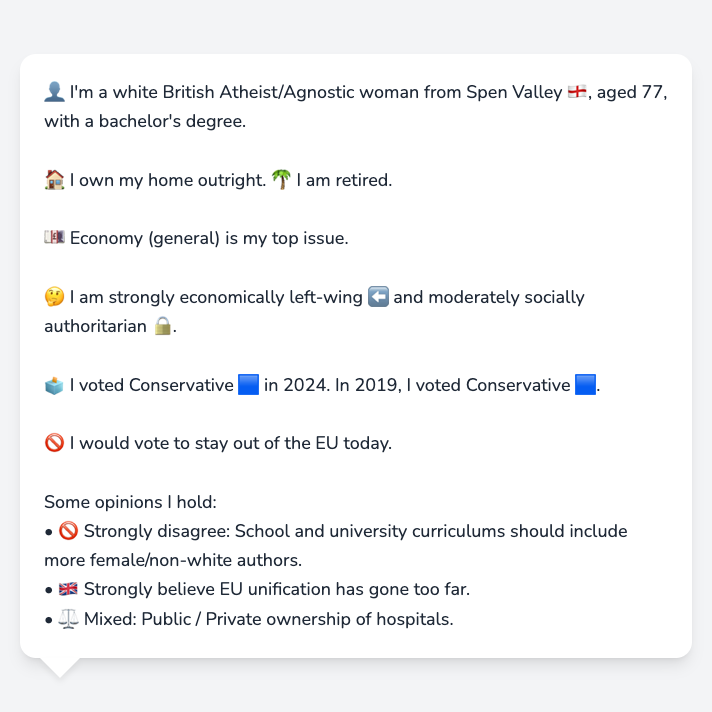 👤 I'm a white British Atheist/Agnostic woman from Spen Valley 🏴󠁧󠁢󠁥󠁮󠁧󠁿, aged 77,
with a bachelor's degree.
🏠 I own my home outright. 🌴 I am retired.
💷 Economy (general) is my top issue.
🤔 I am strongly economically left-wing ⬅️ and moderately socially
authoritarian 🔒.
🗳️ I voted Conservative 🟦 in 2024. In 2019, I voted Conservative 🟦.
🚫 I would vote to stay out of the EU today.
Some opinions I hold:
• 🚫 Strongly disagree: School and university curriculums should include
more female/non-white authors.
• 🇬🇧 Strongly believe EU unification has gone too far.
• ⚖️ Mixed: Public / Private ownership of hospitals.